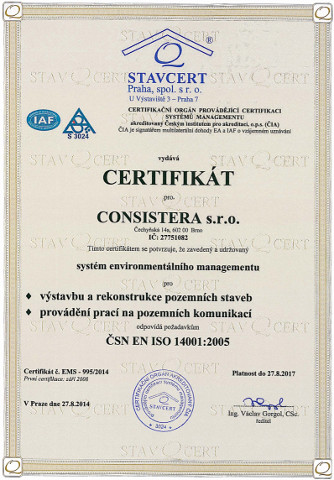 Q
®
STAVCERT
Praha, spol. s r. o.
U Výstaviště 3 – Praha 7
CERTIFIKAČNÍ ORGÁN PROVÁDĚJÍCÍ CERTIFIKACI
SYSTÉMŮ MANAGEMENTU
akreditovaný Českým institutem pro akreditaci, o.p.s. (ČIA)
ČIA je signatářem multilaterální dohody EA a IAF o vzájemném uznávání
IAF
S 3024
vydává
CERTIFIKÁT
pro
CONSISTERA s.r.o.
Čechyňská 14a, 602 00 Brno
IČ: 27751082
Tímto certifikátem se potvrzuje, že zavedený a udržovaný
systém environmentálního managementu
pro
♦ výstavbu a rekonstrukce pozemních staveb
♦ provádění prací na pozemních komunikací
odpovídá požadavkům
ČSN EN ISO 14001:2005
Certifikát č. EMS - 995/2014
Platnost do 27.8.2017
První certifikace: září 2008
V Praze dne 27.8.2014
Ing. Václav Gorgol, CSc.
ředitel
3024